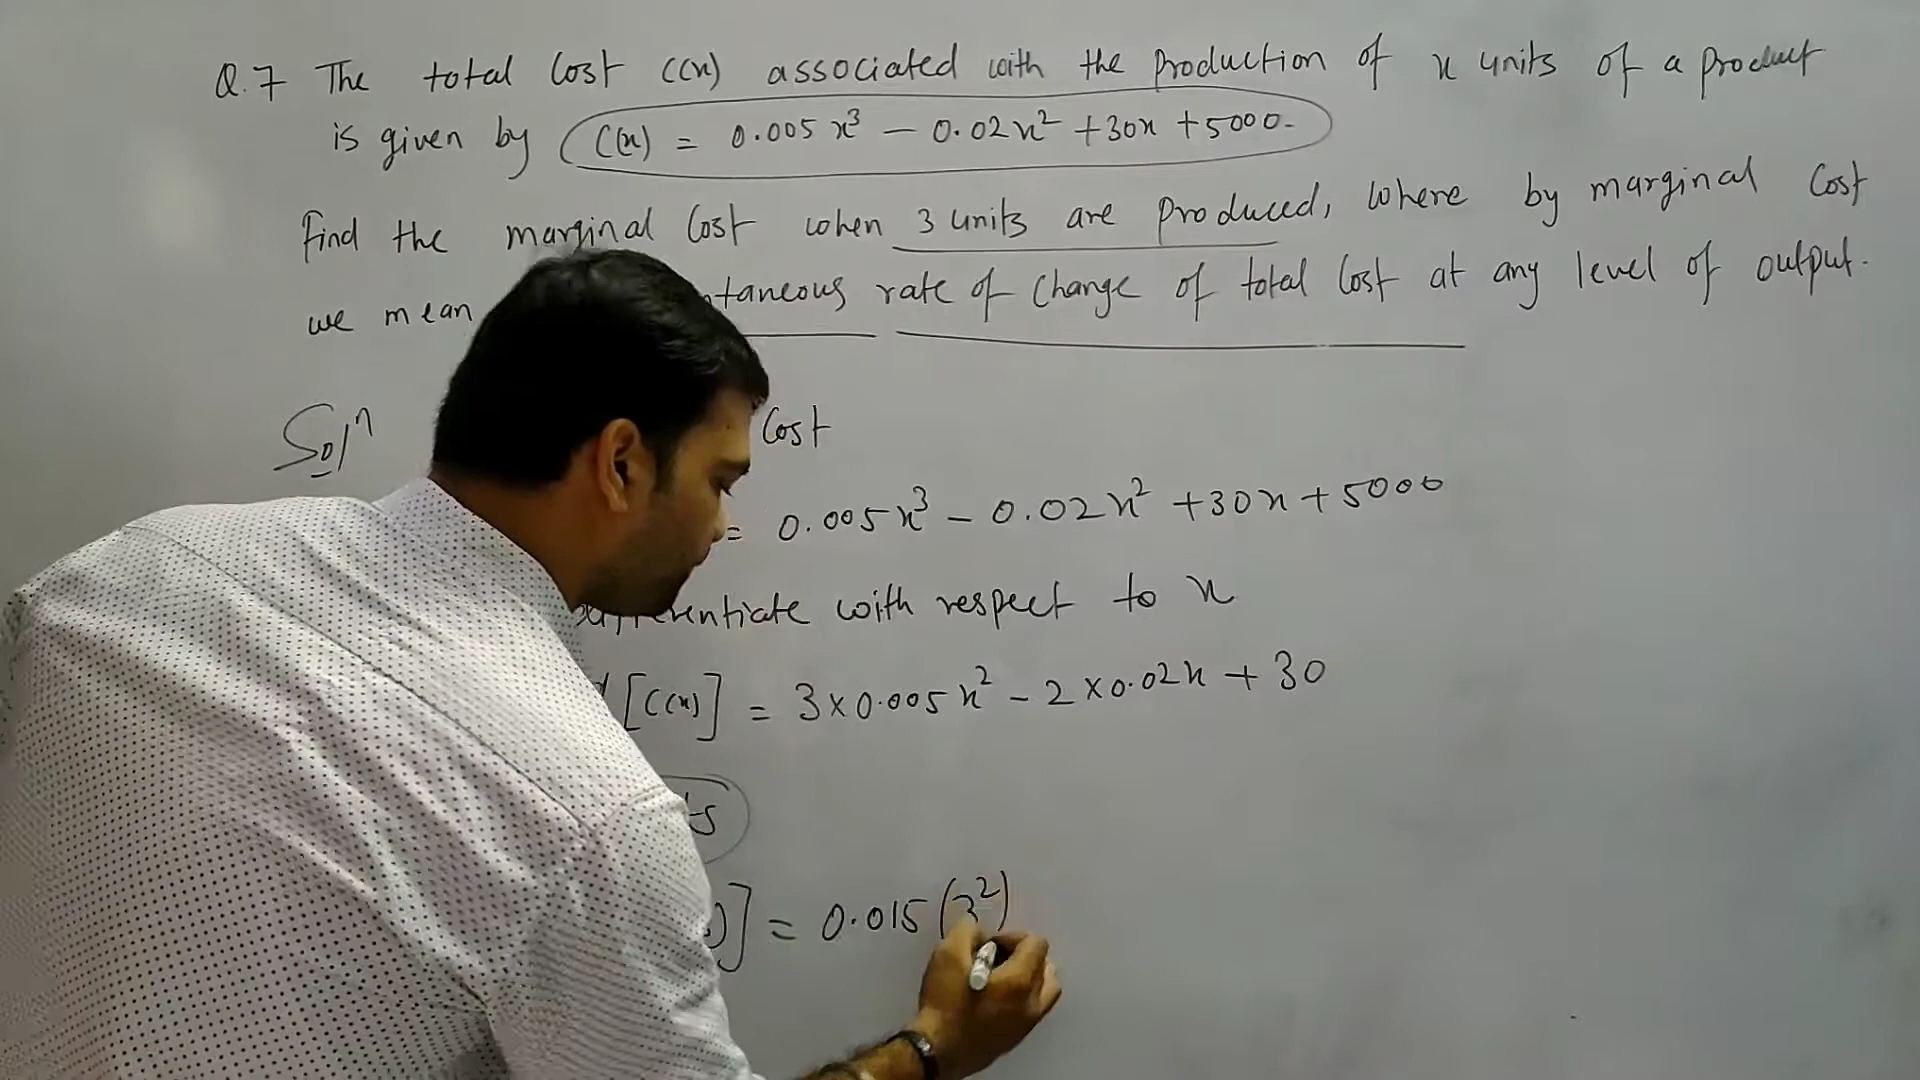 Q.7 The total Cost C(x) associated with the production of x units of a product
is given by C(x) = 0.005x³ – 0.02x² + 30x + 5000.
Find the marginal Cost when 3 units are produced, where by marginal Cost
we mean rate of change of total Cost at any level of output.
Solⁿ Cost
= 0.005x³ – 0.02x² + 30x + 5000
with respect to x
[C(x)] = 3 × 0.005x² – 2 × 0.02x + 30
] = 0.015(3²)